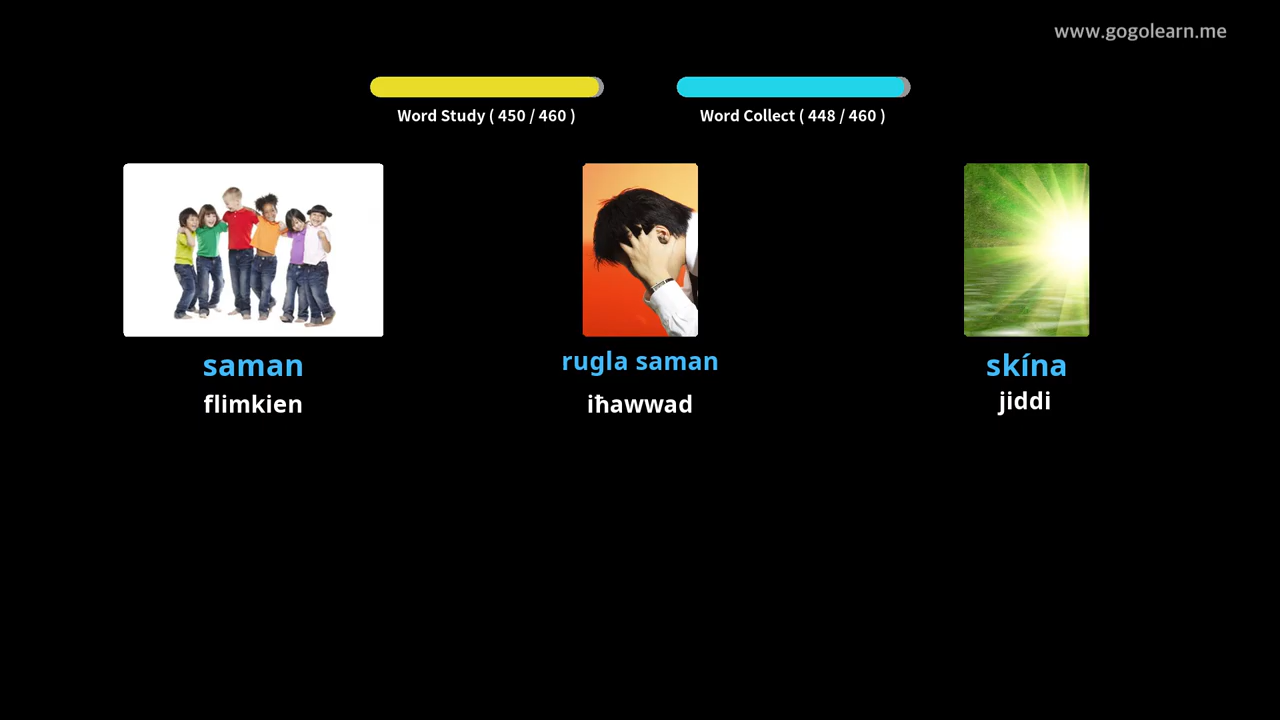 www.gogolearn.me
Word Study ( 450 / 460 )
Word Collect ( 448 / 460 )
saman
flimkien
rugla saman
iħawwad
skína
jiddi